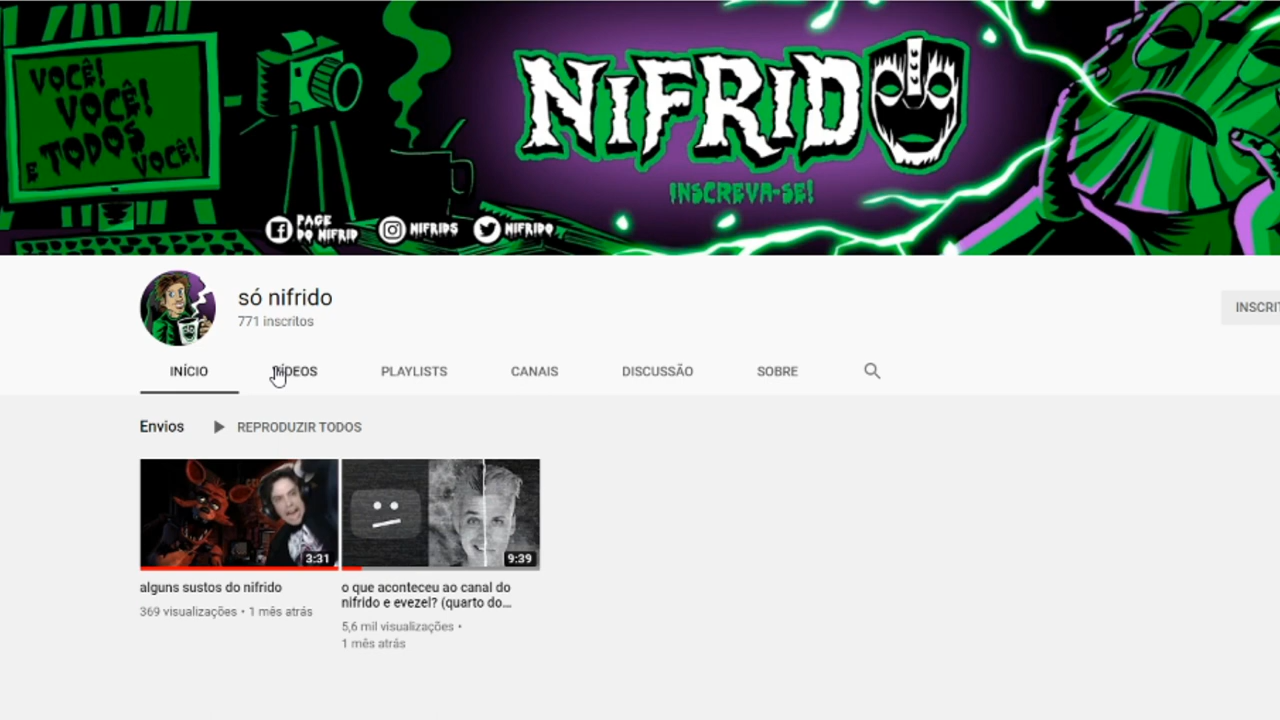 VOCÊ!
VOCÊ!
E TODOS
VOCÊ!
NiFRiDO
INSCREVA-SE!
PAGE
DO NIFRID
NIFRIDS
NIFRIDO
só nifrido
771 inscritos
INSCRIT
INÍCIO
VÍDEOS
PLAYLISTS
CANAIS
DISCUSSÃO
SOBRE
Envios
REPRODUZIR TODOS
3:31
9:39
alguns sustos do nifrido
369 visualizações • 1 mês atrás
o que aconteceu ao canal do
nifrido e evezel? (quarto do...
5,6 mil visualizações •
1 mês atrás